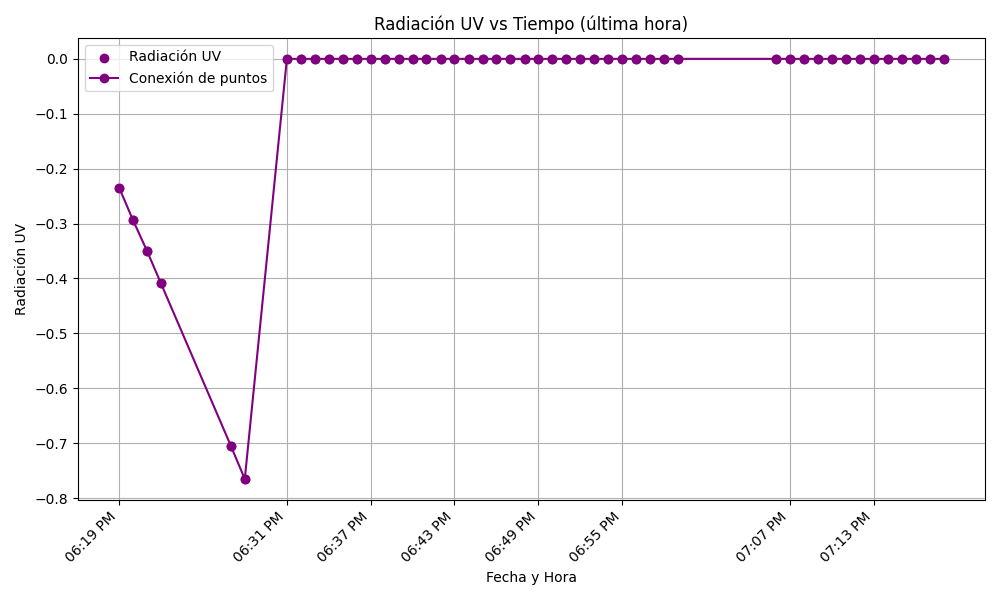 Radiación UV vs Tiempo (última hora)
Radiación UV
Conexión de puntos
0.0
−0.1
−0.2
−0.3
−0.4
−0.5
−0.6
−0.7
−0.8
Radiación UV
06:19 PM
06:31 PM
06:37 PM
06:43 PM
06:49 PM
06:55 PM
07:07 PM
07:13 PM
Fecha y Hora